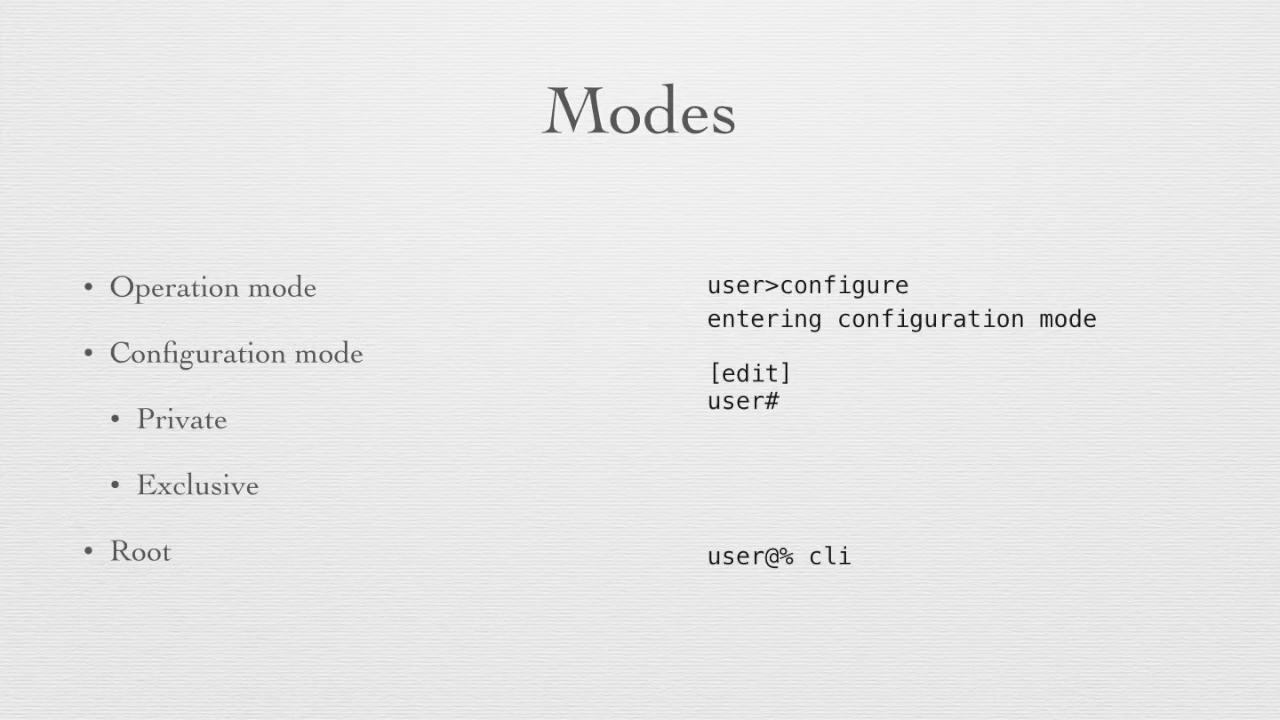 Modes
• Operation mode
• Configuration mode
• Private
• Exclusive
• Root
user>configure
entering configuration mode
[edit]
user#
user@% cli